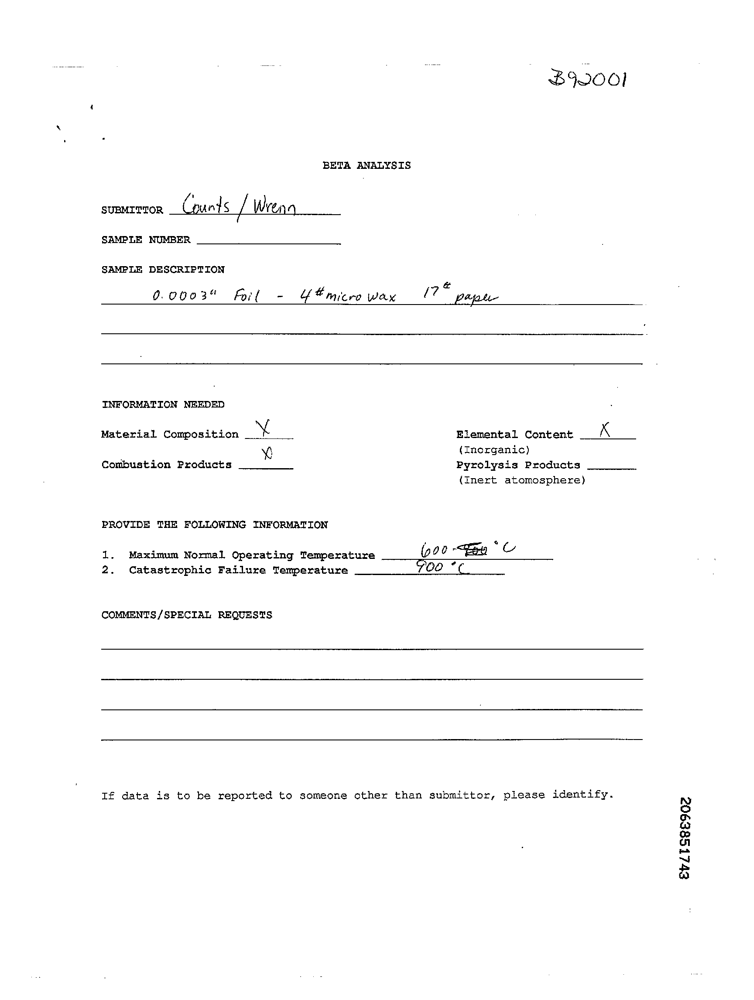 B92001
BETA ANALYSIS
SUBMITTOR Counts / Wrenn
SAMPLE NUMBER
SAMPLE DESCRIPTION
0.0003" Foil - 4# micro wax 17# paper
INFORMATION NEEDED
Material Composition X Elemental Content X
(Inorganic)
Combustion Products X Pyrolysis Products
(Inert atomosphere)
PROVIDE THE FOLLOWING INFORMATION
1. Maximum Normal Operating Temperature 600 °C
2. Catastrophic Failure Temperature 900 °C
COMMENTS/SPECIAL REQUESTS
If data is to be reported to someone other than submittor, please identify.
2063851743